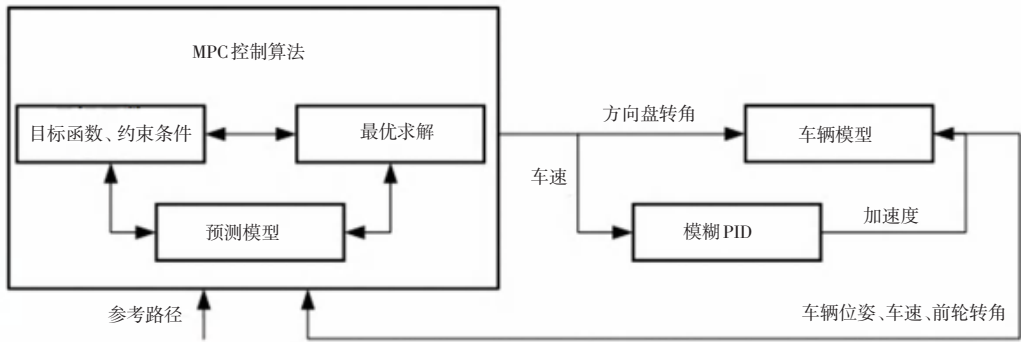 MPC控制算法
目标函数、约束条件
最优求解
预测模型
方向盘转角
车辆模型
车速
模糊PID
加速度
参考路径
车辆位姿、车速、前轮转角